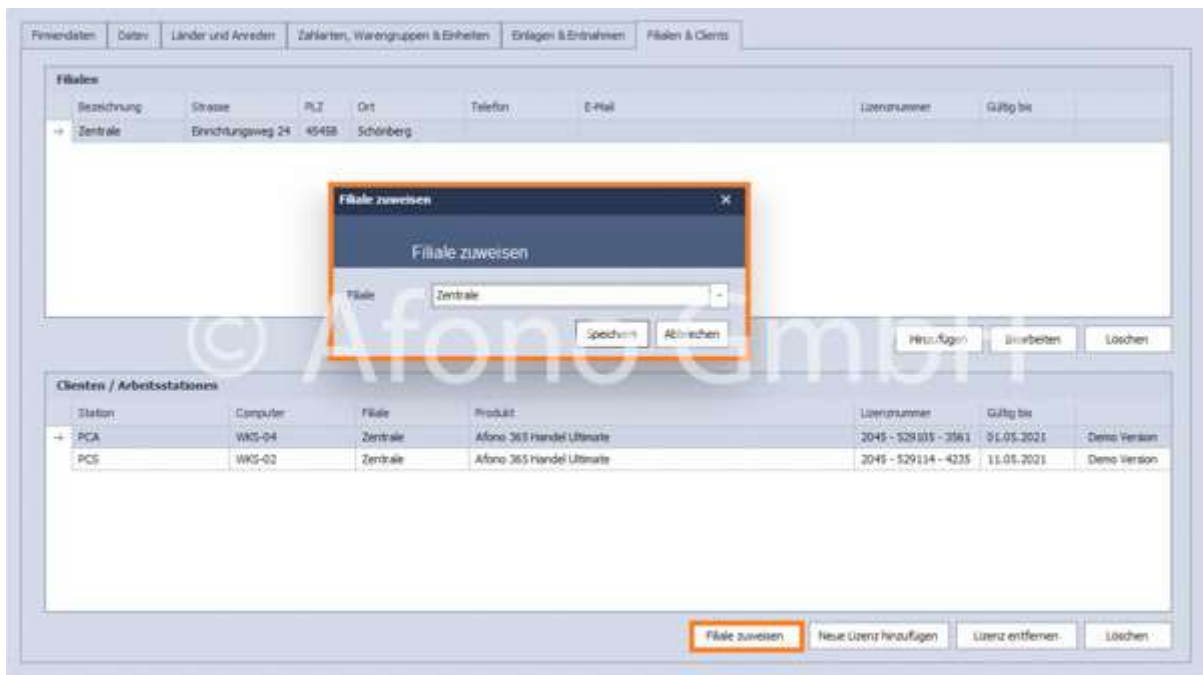 Firmendaten Datev Länder und Anreden Zahlarten, Warengruppen & Einheiten Einlagen & Entnahmen Filialen & Clients
Filialen
Bezeichnung Strasse PLZ Ort Telefon E-Mail Lizenznummer Gültig bis
Zentrale Einrichtungsweg 24 45458 Schönberg
Filiale zuweisen ×
Filiale zuweisen
Filiale Zentrale
Speichern Abbrechen
Hinzufügen Bearbeiten Löschen
© Afono GmbH
Clienten / Arbeitsstationen
Station Computer Filiale Produkt Lizenznummer Gültig bis
PCA WKS-04 Zentrale Afono 365 Handel Ultimate 2045 - 529105 - 3561 01.05.2021 Demo Version
PCS WKS-02 Zentrale Afono 365 Handel Ultimate 2045 - 529114 - 4235 11.05.2021 Demo Version
Filiale zuweisen Neue Lizenz hinzufügen Lizenz entfernen Löschen